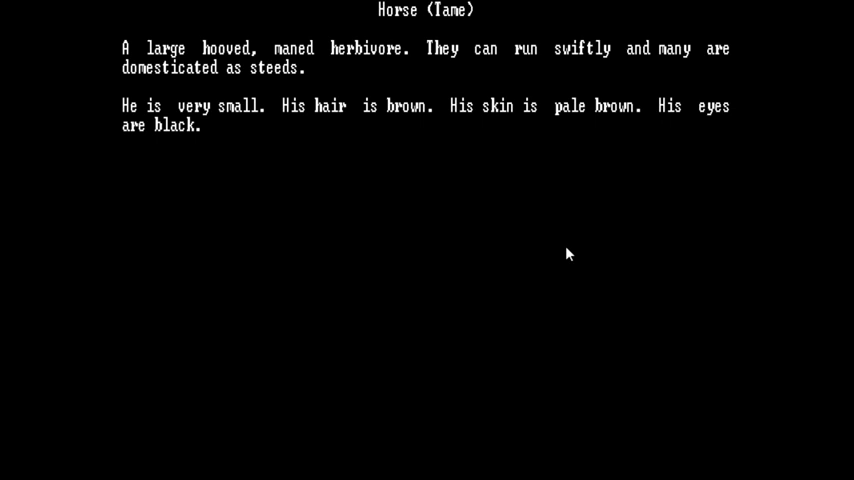 Horse (Tame)
A large hooved, maned herbivore. They can run swiftly and many are
domesticated as steeds.
He is very small. His hair is brown. His skin is pale brown. His eyes
are black.